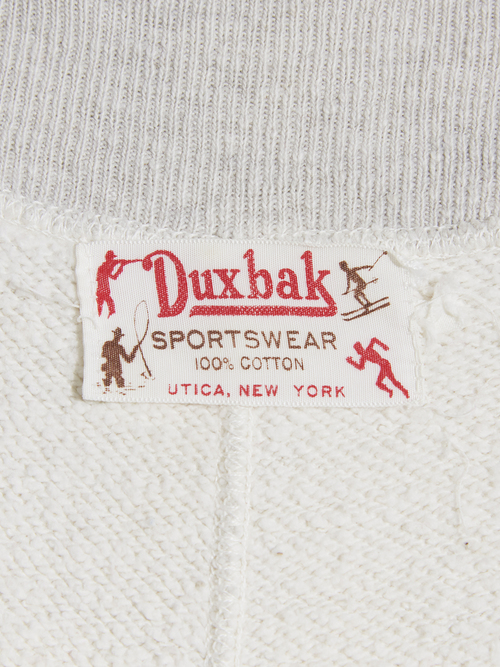 Duxbak
SPORTSWEAR
100% COTTON
UTICA, NEW YORK